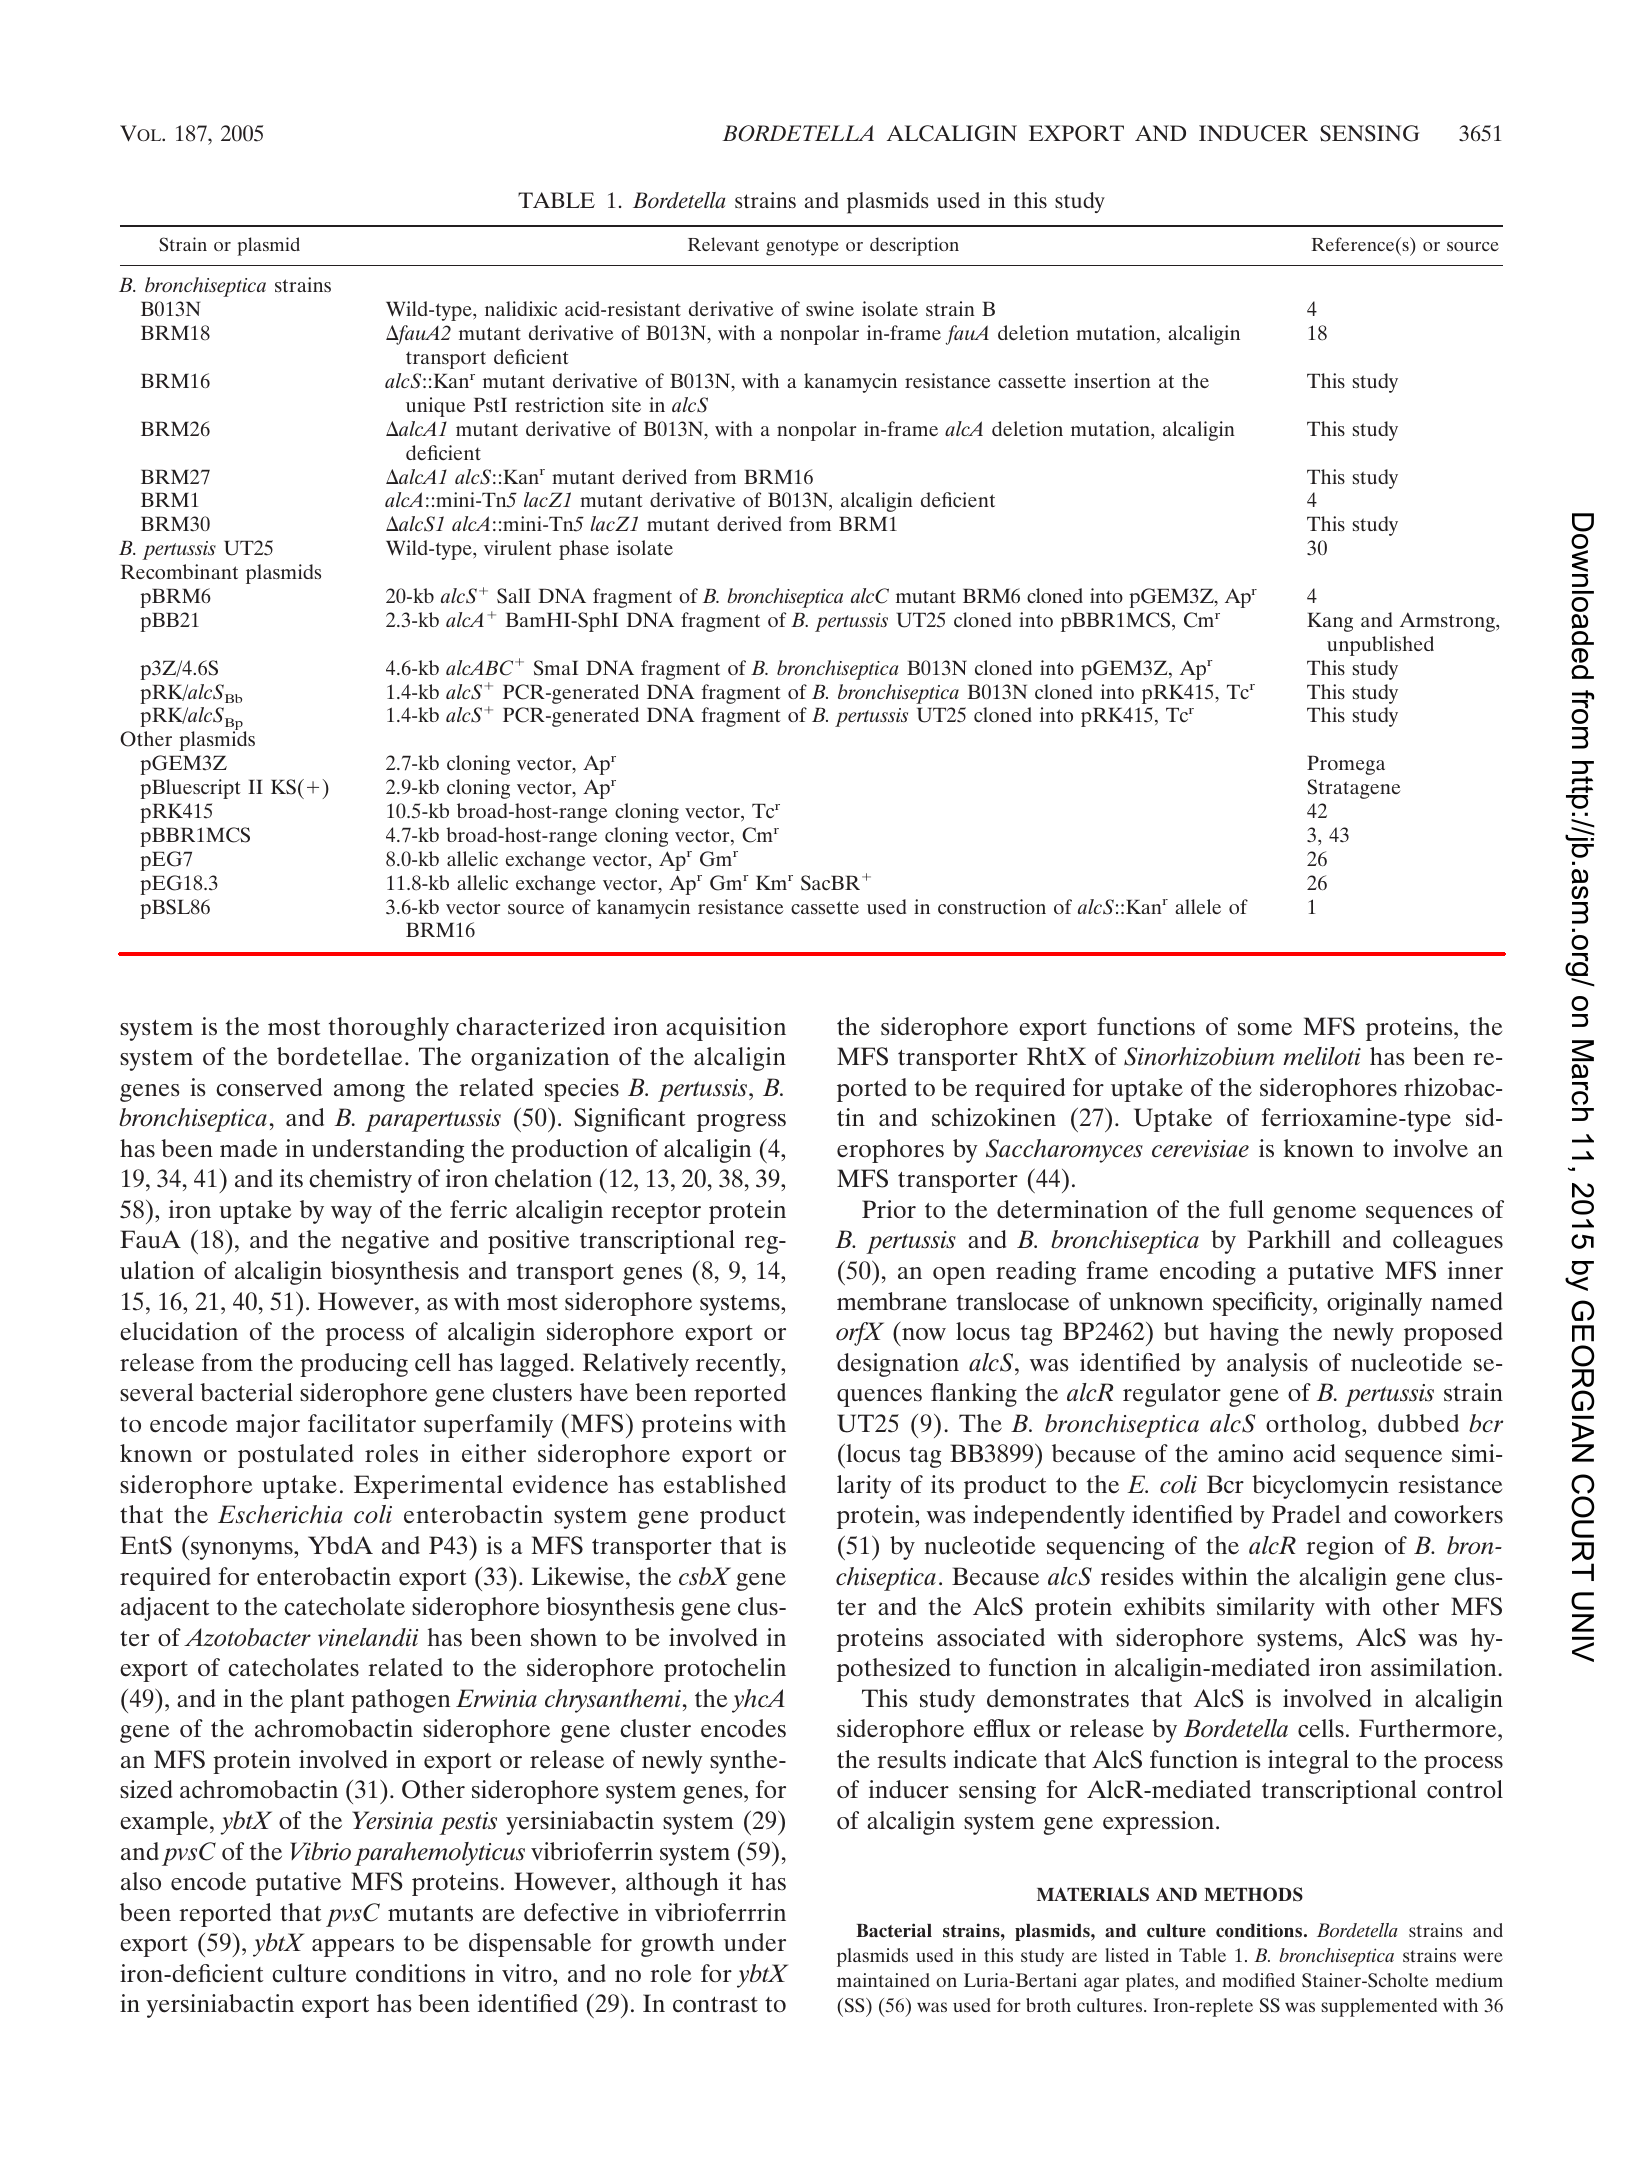 VOL. 187, 2005
BORDETELLA ALCALIGIN EXPORT AND INDUCER SENSING 3651
TABLE 1. Bordetella strains and plasmids used in this study
Strain or plasmid Relevant genotype or description Reference(s) or source
B. bronchiseptica strains
B013N Wild-type, nalidixic acid-resistant derivative of swine isolate strain B 4
BRM18 ΔfauA2 mutant derivative of B013N, with a nonpolar in-frame fauA deletion mutation, alcaligin 18
transport deficient
BRM16 alcS::Kanʳ mutant derivative of B013N, with a kanamycin resistance cassette insertion at the This study
unique PstI restriction site in alcS
BRM26 ΔalcA1 mutant derivative of B013N, with a nonpolar in-frame alcA deletion mutation, alcaligin This study
deficient
BRM27 ΔalcA1 alcS::Kanʳ mutant derived from BRM16 This study
BRM1 alcA::mini-Tn5 lacZ1 mutant derivative of B013N, alcaligin deficient 4
BRM30 ΔalcS1 alcA::mini-Tn5 lacZ1 mutant derived from BRM1 This study
B. pertussis UT25 Wild-type, virulent phase isolate 30
Recombinant plasmids
pBRM6 20-kb alcS⁺ SalI DNA fragment of B. bronchiseptica alcC mutant BRM6 cloned into pGEM3Z, Apʳ 4
pBB21 2.3-kb alcA⁺ BamHI-SphI DNA fragment of B. pertussis UT25 cloned into pBBR1MCS, Cmʳ Kang and Armstrong,
unpublished
p3Z/4.6S 4.6-kb alcABC⁺ SmaI DNA fragment of B. bronchiseptica B013N cloned into pGEM3Z, Apʳ This study
pRK/alcSBb 1.4-kb alcS⁺ PCR-generated DNA fragment of B. bronchiseptica B013N cloned into pRK415, Tcʳ This study
pRK/alcSBp 1.4-kb alcS⁺ PCR-generated DNA fragment of B. pertussis UT25 cloned into pRK415, Tcʳ This study
Other plasmids
pGEM3Z 2.7-kb cloning vector, Apʳ Promega
pBluescript II KS(+) 2.9-kb cloning vector, Apʳ Stratagene
pRK415 10.5-kb broad-host-range cloning vector, Tcʳ 42
pBBR1MCS 4.7-kb broad-host-range cloning vector, Cmʳ 3, 43
pEG7 8.0-kb allelic exchange vector, Apʳ Gmʳ 26
pEG18.3 11.8-kb allelic exchange vector, Apʳ Gmʳ Kmʳ SacBR⁺ 26
pBSL86 3.6-kb vector source of kanamycin resistance cassette used in construction of alcS::Kanʳ allele of 1
BRM16
system is the most thoroughly characterized iron acquisition
system of the bordetellae. The organization of the alcaligin
genes is conserved among the related species B. pertussis, B.
bronchiseptica, and B. parapertussis (50). Significant progress
has been made in understanding the production of alcaligin (4,
19, 34, 41) and its chemistry of iron chelation (12, 13, 20, 38, 39,
58), iron uptake by way of the ferric alcaligin receptor protein
FauA (18), and the negative and positive transcriptional reg-
ulation of alcaligin biosynthesis and transport genes (8, 9, 14,
15, 16, 21, 40, 51). However, as with most siderophore systems,
elucidation of the process of alcaligin siderophore export or
release from the producing cell has lagged. Relatively recently,
several bacterial siderophore gene clusters have been reported
to encode major facilitator superfamily (MFS) proteins with
known or postulated roles in either siderophore export or
siderophore uptake. Experimental evidence has established
that the Escherichia coli enterobactin system gene product
EntS (synonyms, YbdA and P43) is a MFS transporter that is
required for enterobactin export (33). Likewise, the csbX gene
adjacent to the catecholate siderophore biosynthesis gene clus-
ter of Azotobacter vinelandii has been shown to be involved in
export of catecholates related to the siderophore protochelin
(49), and in the plant pathogen Erwinia chrysanthemi, the yhcA
gene of the achromobactin siderophore gene cluster encodes
an MFS protein involved in export or release of newly synthe-
sized achromobactin (31). Other siderophore system genes, for
example, ybtX of the Yersinia pestis yersiniabactin system (29)
and pvsC of the Vibrio parahemolyticus vibrioferrin system (59),
also encode putative MFS proteins. However, although it has
been reported that pvsC mutants are defective in vibrioferrrin
export (59), ybtX appears to be dispensable for growth under
iron-deficient culture conditions in vitro, and no role for ybtX
in yersiniabactin export has been identified (29). In contrast to
the siderophore export functions of some MFS proteins, the
MFS transporter RhtX of Sinorhizobium meliloti has been re-
ported to be required for uptake of the siderophores rhizobac-
tin and schizokinen (27). Uptake of ferrioxamine-type sid-
erophores by Saccharomyces cerevisiae is known to involve an
MFS transporter (44).
Prior to the determination of the full genome sequences of
B. pertussis and B. bronchiseptica by Parkhill and colleagues
(50), an open reading frame encoding a putative MFS inner
membrane translocase of unknown specificity, originally named
orfX (now locus tag BP2462) but having the newly proposed
designation alcS, was identified by analysis of nucleotide se-
quences flanking the alcR regulator gene of B. pertussis strain
UT25 (9). The B. bronchiseptica alcS ortholog, dubbed bcr
(locus tag BB3899) because of the amino acid sequence simi-
larity of its product to the E. coli Bcr bicyclomycin resistance
protein, was independently identified by Pradel and coworkers
(51) by nucleotide sequencing of the alcR region of B. bron-
chiseptica. Because alcS resides within the alcaligin gene clus-
ter and the AlcS protein exhibits similarity with other MFS
proteins associated with siderophore systems, AlcS was hy-
pothesized to function in alcaligin-mediated iron assimilation.
This study demonstrates that AlcS is involved in alcaligin
siderophore efflux or release by Bordetella cells. Furthermore,
the results indicate that AlcS function is integral to the process
of inducer sensing for AlcR-mediated transcriptional control
of alcaligin system gene expression.
MATERIALS AND METHODS
Bacterial strains, plasmids, and culture conditions. Bordetella strains and
plasmids used in this study are listed in Table 1. B. bronchiseptica strains were
maintained on Luria-Bertani agar plates, and modified Stainer-Scholte medium
(SS) (56) was used for broth cultures. Iron-replete SS was supplemented with 36
Downloaded from http://jb.asm.org/ on March 11, 2015 by GEORGIAN COURT UNIV